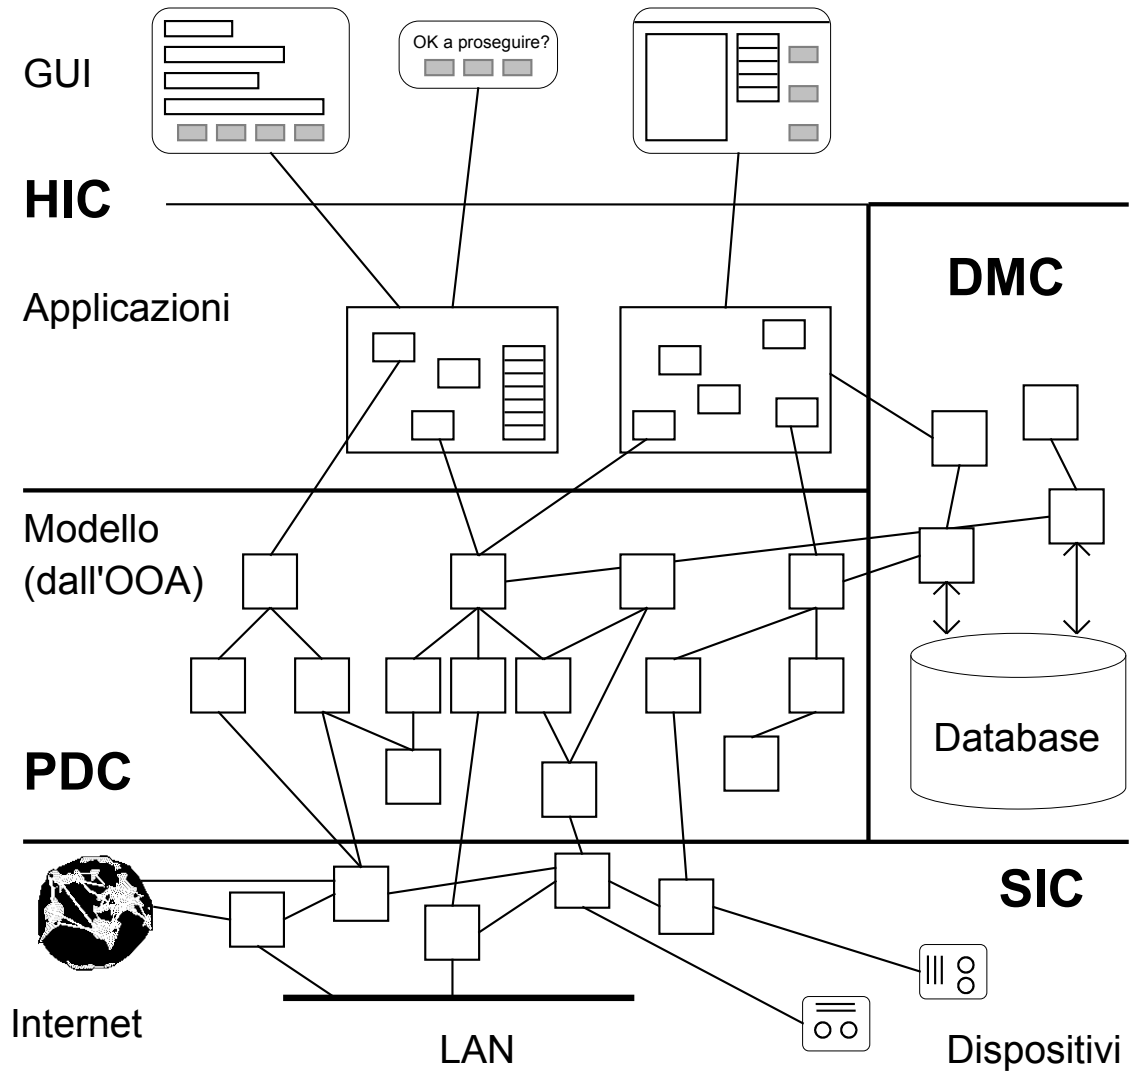 OK a proseguire?
GUI
HIC
DMC
Applicazioni
Modello
(dall'OOA)
Database
PDC
SIC
Internet
LAN
Dispositivi